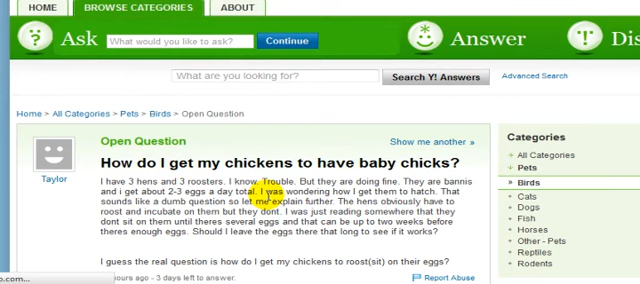 HOME BROWSE CATEGORIES ABOUT
Ask What would you like to ask? Continue Answer Dis
What are you looking for? Search Y! Answers Advanced Search
Home > All Categories > Pets > Birds > Open Question
Open Question Show me another »
Taylor
How do I get my chickens to have baby chicks?
I have 3 hens and 3 roosters. I know. Trouble. But they are doing fine. They are bannis
and i get about 2-3 eggs a day total. I was wondering how I get them to hatch. That
sounds like a dumb question so let me explain further. The hens obviously have to
roost and incubate on them but they dont. I was just reading somewhere that they
dont sit on them until theres several eggs and that can be up to two weeks before
theres enough eggs. Should I leave the eggs there that long to see if it works?
I guess the real question is how do I get my chickens to roost(sit) on their eggs?
hours ago - 3 days left to answer. Report Abuse
o.com...
Categories
All Categories
Pets
Birds
Cats
Dogs
Fish
Horses
Other - Pets
Reptiles
Rodents